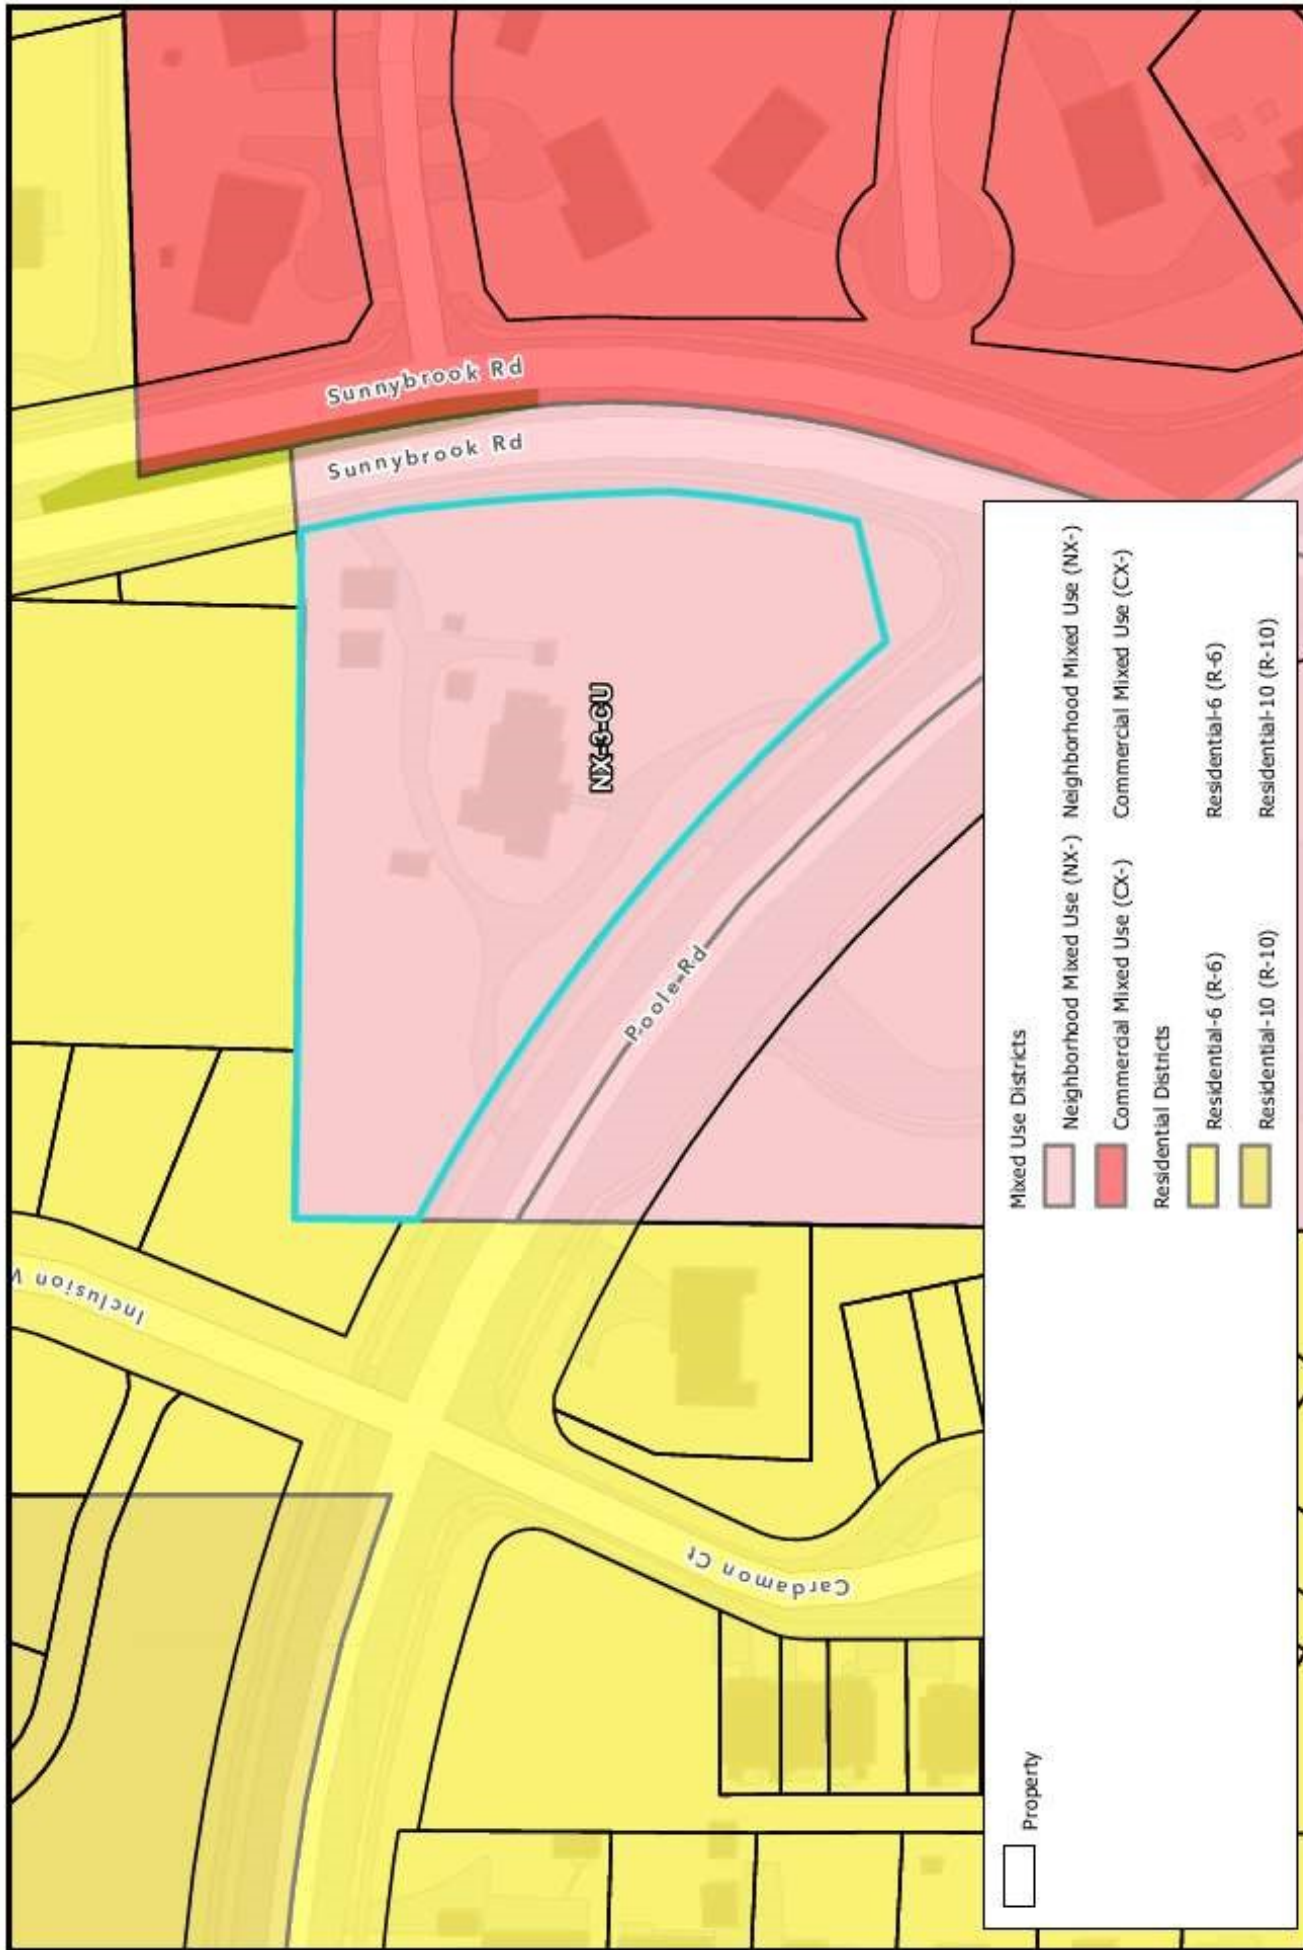 Sunnybrook Rd
Sunnybrook Rd
NX-3-CU
Poole Rd
Inclusion W
Cardamon Ct
Property
Mixed Use Districts
Neighborhood Mixed Use (NX-) Neighborhood Mixed Use (NX-)
Commercial Mixed Use (CX-) Commercial Mixed Use (CX-)
Residential Districts
Residential-6 (R-6) Residential-6 (R-6)
Residential-10 (R-10) Residential-10 (R-10)